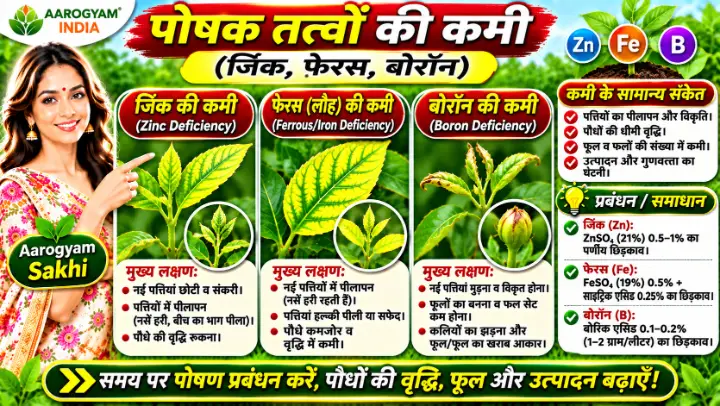 AAROGYAM®
INDIA
पोषक तत्वों की कमी
(जिंक, फ़ेरस, बोरॉन)
Zn Fe B
जिंक की कमी
(Zinc Deficiency)
मुख्य लक्षण:
नई पत्तियां छोटी व संकरी।
पत्तियों में पीलापन
(नसें हरी, बीच का भाग पीला)।
पौधे की वृद्धि रूकना।
फेरस (लौह) की कमी
(Ferrous/Iron Deficiency)
मुख्य लक्षण:
नई पत्तियों में पीलापन
(नसें हरी रहती हैं)।
पत्तियां हल्की पीली या सफेद।
पौधे कमजोर व
वृद्धि में कमी।
बोरॉन की कमी
(Boron Deficiency)
मुख्य लक्षण:
नई पत्तियां मुड़ना व विकृत होना।
फूलों का बनना व फल सेट
कम होना।
कलियों का झड़ना और
फूल/फूल का खराब आकार।
कमी के सामान्य संकेत
पत्तियों का पीलापन और विकृति।
पौधों की धीमी वृद्धि।
फूल व फलों की संख्या में कमी।
उत्पादन और गुणवत्ता का
घेटनी।
प्रबंधन / समाधान
जिंक (Zn):
ZnSO₄ (21%) 0.5–1% का
पर्णीय छिड़काव।
फेरस (Fe):
FeSO₄ (19%) 0.5% +
साइट्रिक एसिड 0.25% का छिड़काव।
बोरॉन (B):
बोरिक एसिड 0.1–0.2%
(1–2 ग्राम/लीटर) का छिड़काव।
Aarogyam
Sakhi
समय पर पोषण प्रबंधन करें, पौधों की वृद्धि, फूल और उत्पादन बढ़ाएँ!